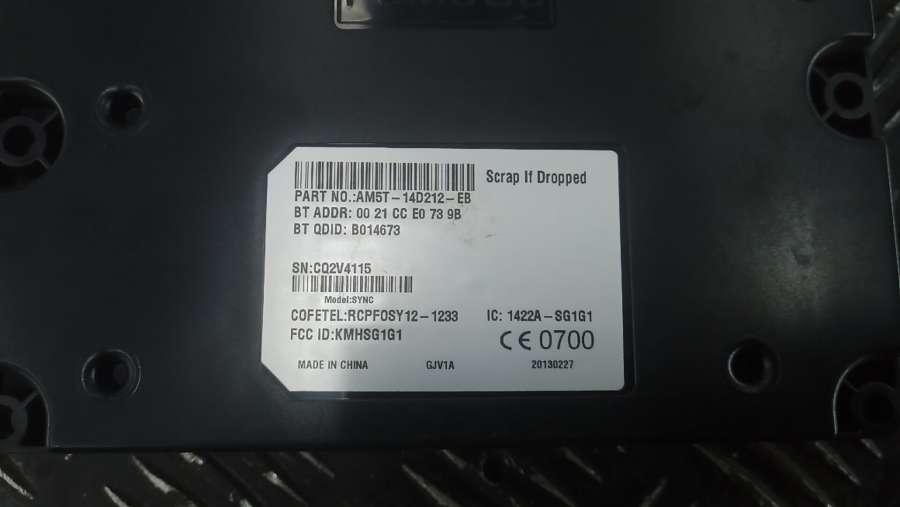 Scrap If Dropped
PART NO.:AM5T-14D212-EB
BT ADDR: 00 21 CC E0 73 9B
BT QDID: B014673
SN:CQ2V4115
Model:SYNC
COFETEL:RCPFOSY12-1233 IC: 1422A-SG1G1
FCC ID:KMHSG1G1
CE 0700
MADE IN CHINA GJV1A 20130227